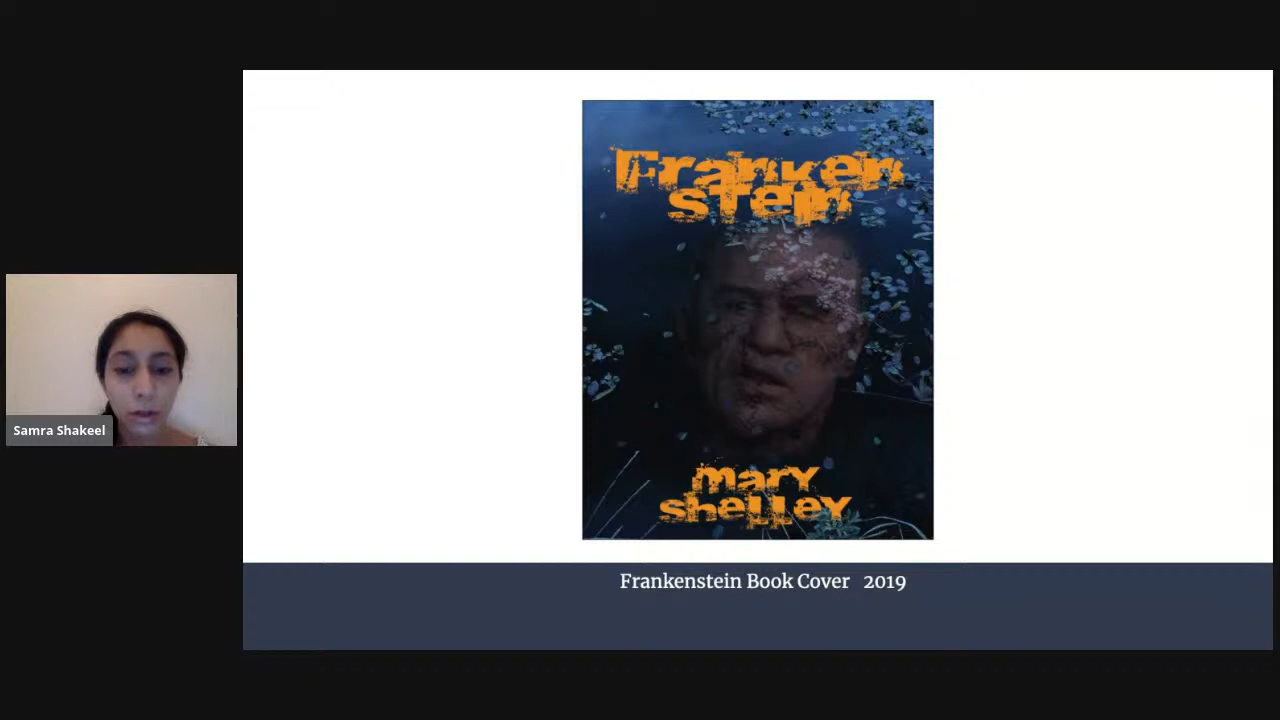 Franken
stein
mary
shelley
Samra Shakeel
Frankenstein Book Cover 2019